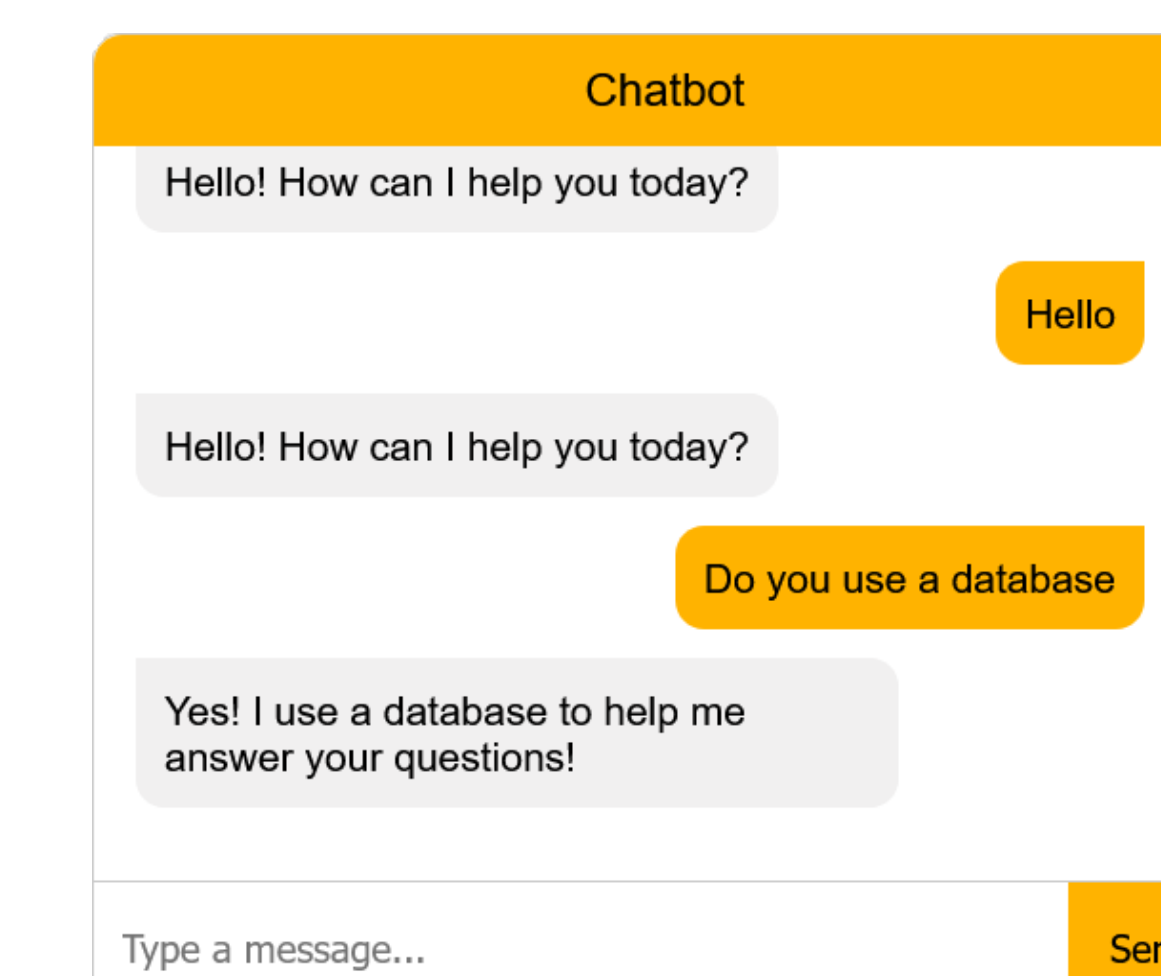 Chatbot
Hello! How can I help you today?
Hello
Hello! How can I help you today?
Do you use a database
Yes! I use a database to help me
answer your questions!
Type a message...